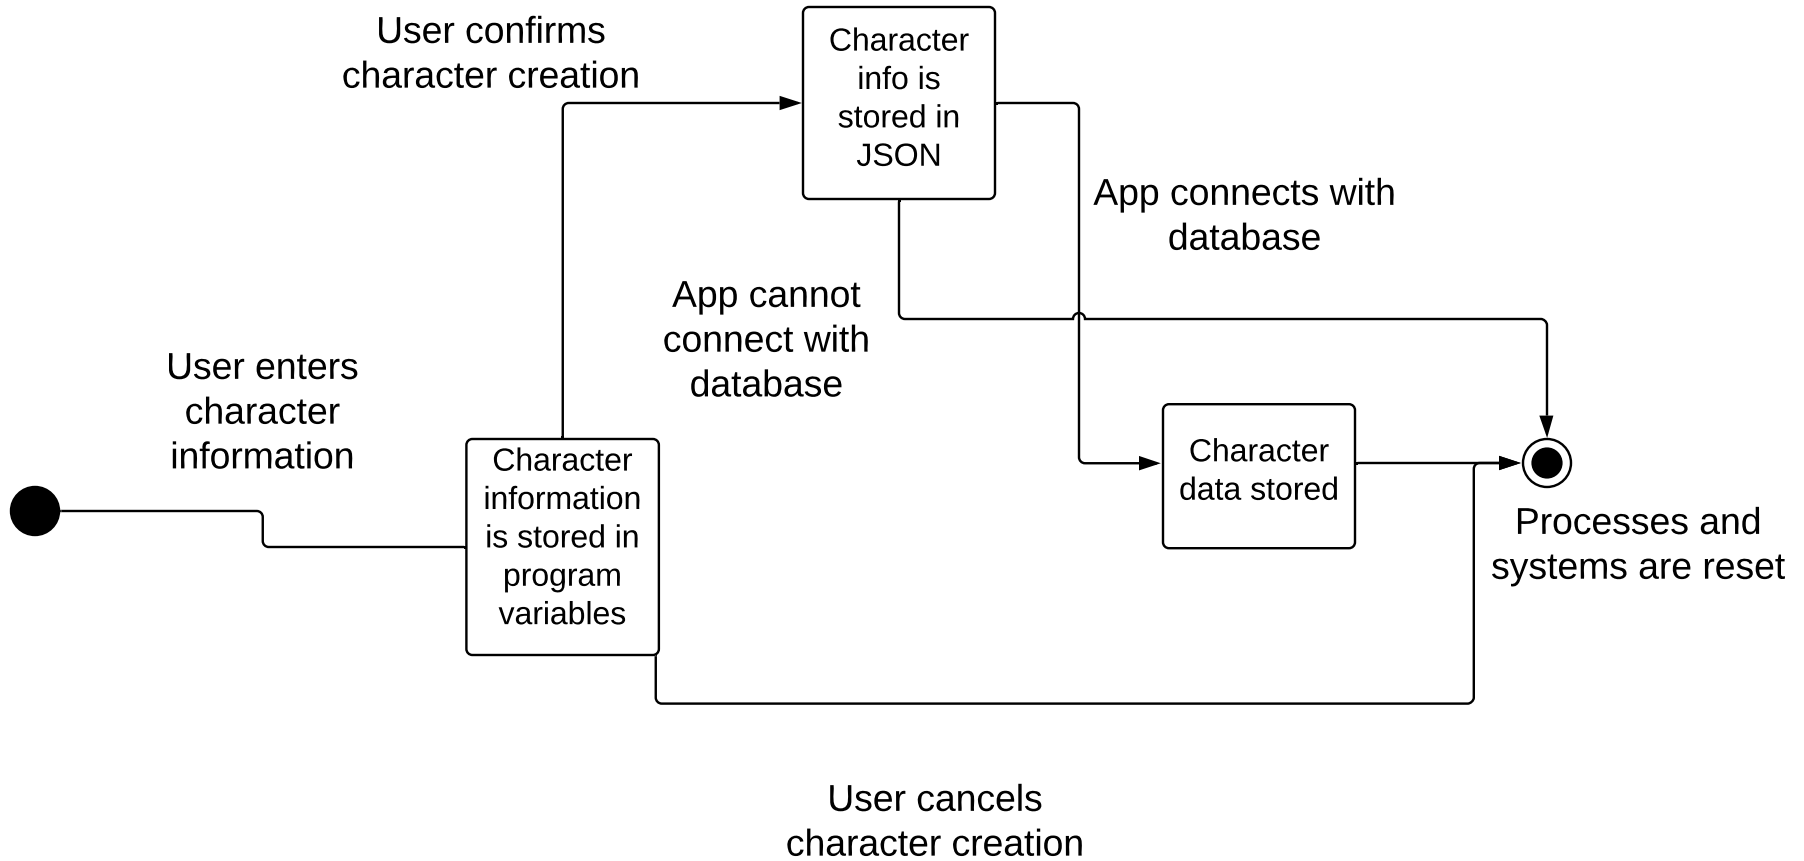 User confirms
character creation
Character
info is
stored in
JSON
App connects with
database
App cannot
connect with
database
User enters
character
information
Character
information
is stored in
program
variables
Character
data stored
Processes and
systems are reset
User cancels
character creation